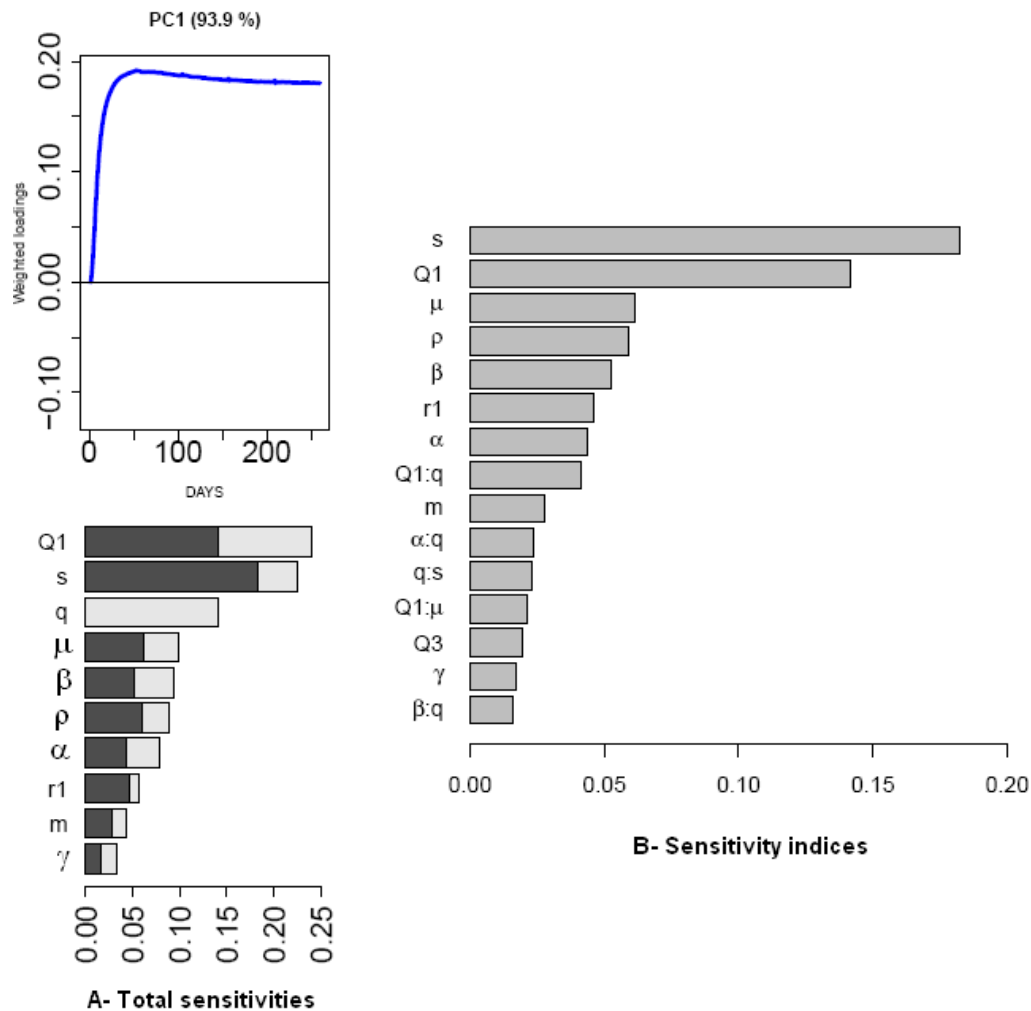 PC1 (93.9 %)
Weighted loadings
0.20
0.10
0.00
−0.10
0 100 200
DAYS
Q1
s
q
μ
β
ρ
α
r1
m
γ
0.00 0.05 0.10 0.15 0.20 0.25
A- Total sensitivities
s
Q1
μ
ρ
β
r1
α
Q1:q
m
α:q
q:s
Q1:μ
Q3
γ
β:q
0.00 0.05 0.10 0.15 0.20
B- Sensitivity indices